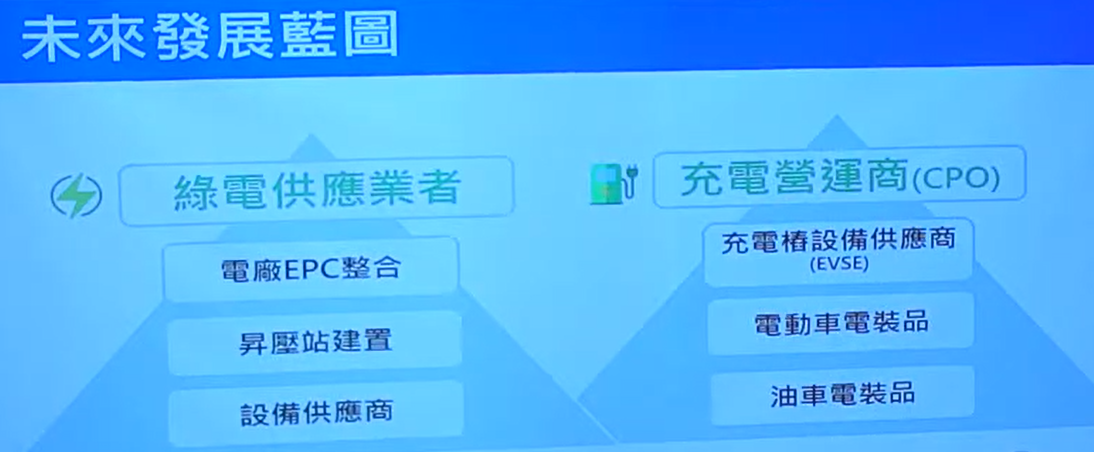 未來發展藍圖
綠電供應業者
電廠EPC整合
昇壓站建置
設備供應商
充電營運商(CPO)
充電樁設備供應商
(EVSE)
電動車電裝品
油車電裝品